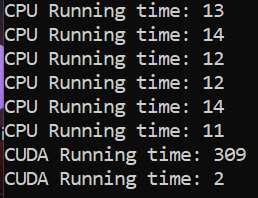 CPU Running time: 13
CPU Running time: 14
CPU Running time: 12
CPU Running time: 12
CPU Running time: 14
CPU Running time: 11
CUDA Running time: 309
CUDA Running time: 2